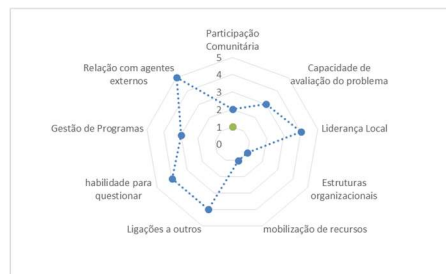 Participação
Comunitária
Capacidade de
avaliação do problema
Liderança Local
Estruturas
organizacionais
mobilização de recursos
Ligações a outros
habilidade para
questionar
Gestão de Programas
Relação com agentes
externos
5
4
3
2
1
0